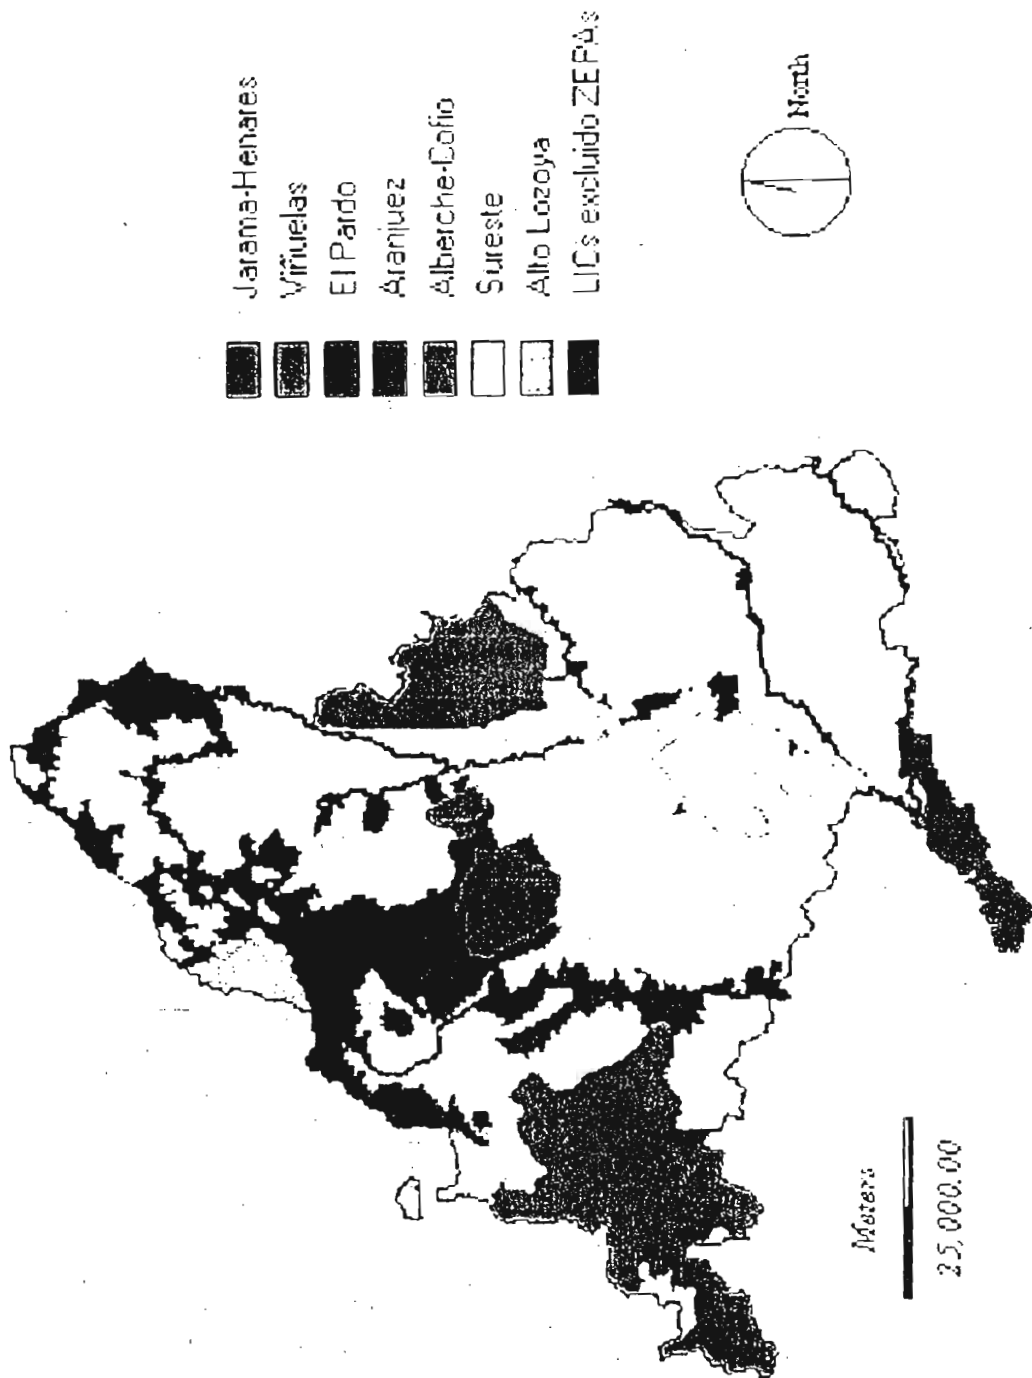 Jarama-Henares
Viñuelas
El Pardo
Aranjuez
Alberche-Cofio
Sureste
Alto Lozoya
LICs excluido ZEPAs
North
Meters
25,000.00